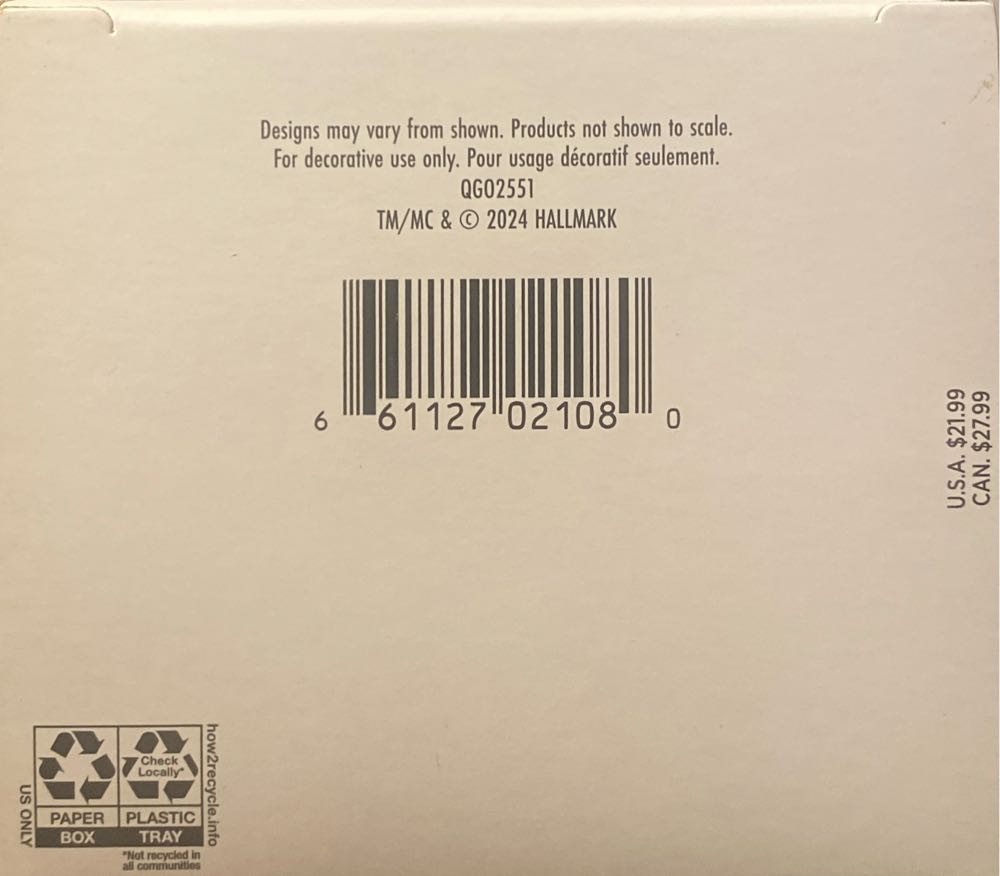 Designs may vary from shown. Products not shown to scale.
For decorative use only. Pour usage décoratif seulement.
QGO2551
TM/MC & © 2024 HALLMARK
6 61127 02108 0
U.S.A. $21.99
CAN. $27.99
US ONLY
Check
Locally*
PAPER PLASTIC
BOX TRAY
*Not recycled in
all communities
how2recycle.info